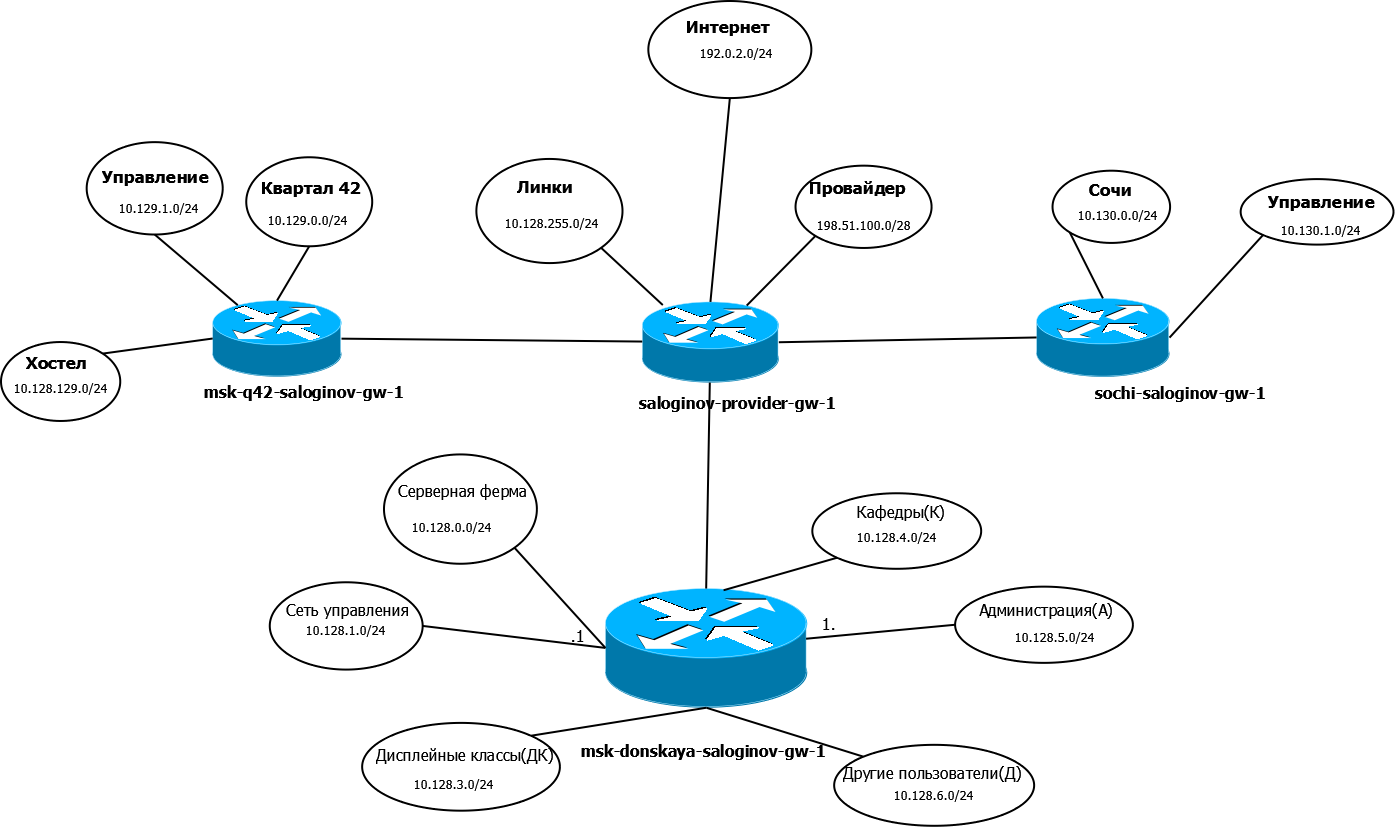 Интернет
192.0.2.0/24
Управление
10.129.1.0/24
Квартал 42
10.129.0.0/24
Линки
10.128.255.0/24
Провайдер
198.51.100.0/28
Сочи
10.130.0.0/24
Управление
10.130.1.0/24
Хостел
10.128.129.0/24
msk-q42-saloginov-gw-1
saloginov-provider-gw-1
sochi-saloginov-gw-1
Серверная ферма
10.128.0.0/24
Кафедры(К)
10.128.4.0/24
Сеть управления
10.128.1.0/24
.1
1.
Администрация(А)
10.128.5.0/24
Дисплейные классы(ДК)
10.128.3.0/24
msk-donskaya-saloginov-gw-1
Другие пользователи(Д)
10.128.6.0/24